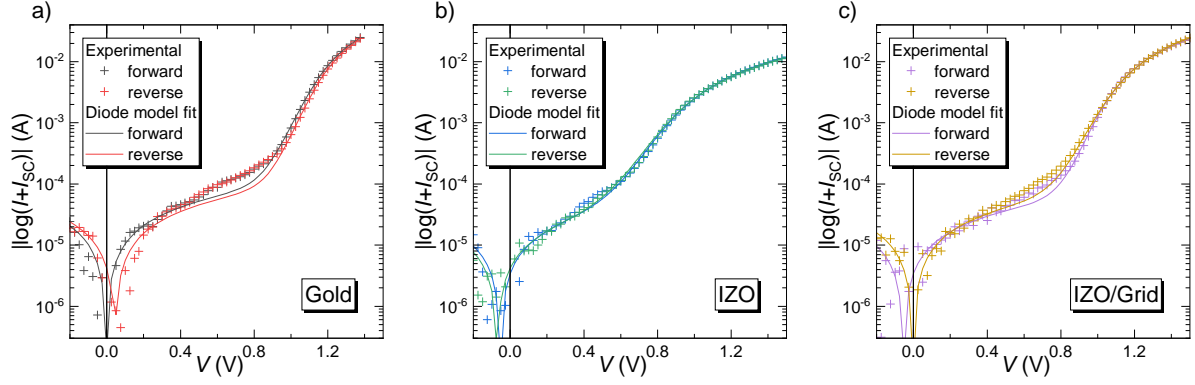 a)
|log(I+I_SC)| (A)
10⁻²
10⁻³
10⁻⁴
10⁻⁵
10⁻⁶
Experimental
forward
reverse
Diode model fit
forward
reverse
Gold
0.0 0.4 0.8 1.2
V (V)
b)
|log(I+I_SC)| (A)
10⁻²
10⁻³
10⁻⁴
10⁻⁵
10⁻⁶
Experimental
forward
reverse
Diode model fit
forward
reverse
IZO
0.0 0.4 0.8 1.2
V (V)
c)
|log(I+I_SC)| (A)
10⁻²
10⁻³
10⁻⁴
10⁻⁵
10⁻⁶
Experimental
forward
reverse
Diode model fit
forward
reverse
IZO/Grid
0.0 0.4 0.8 1.2
V (V)